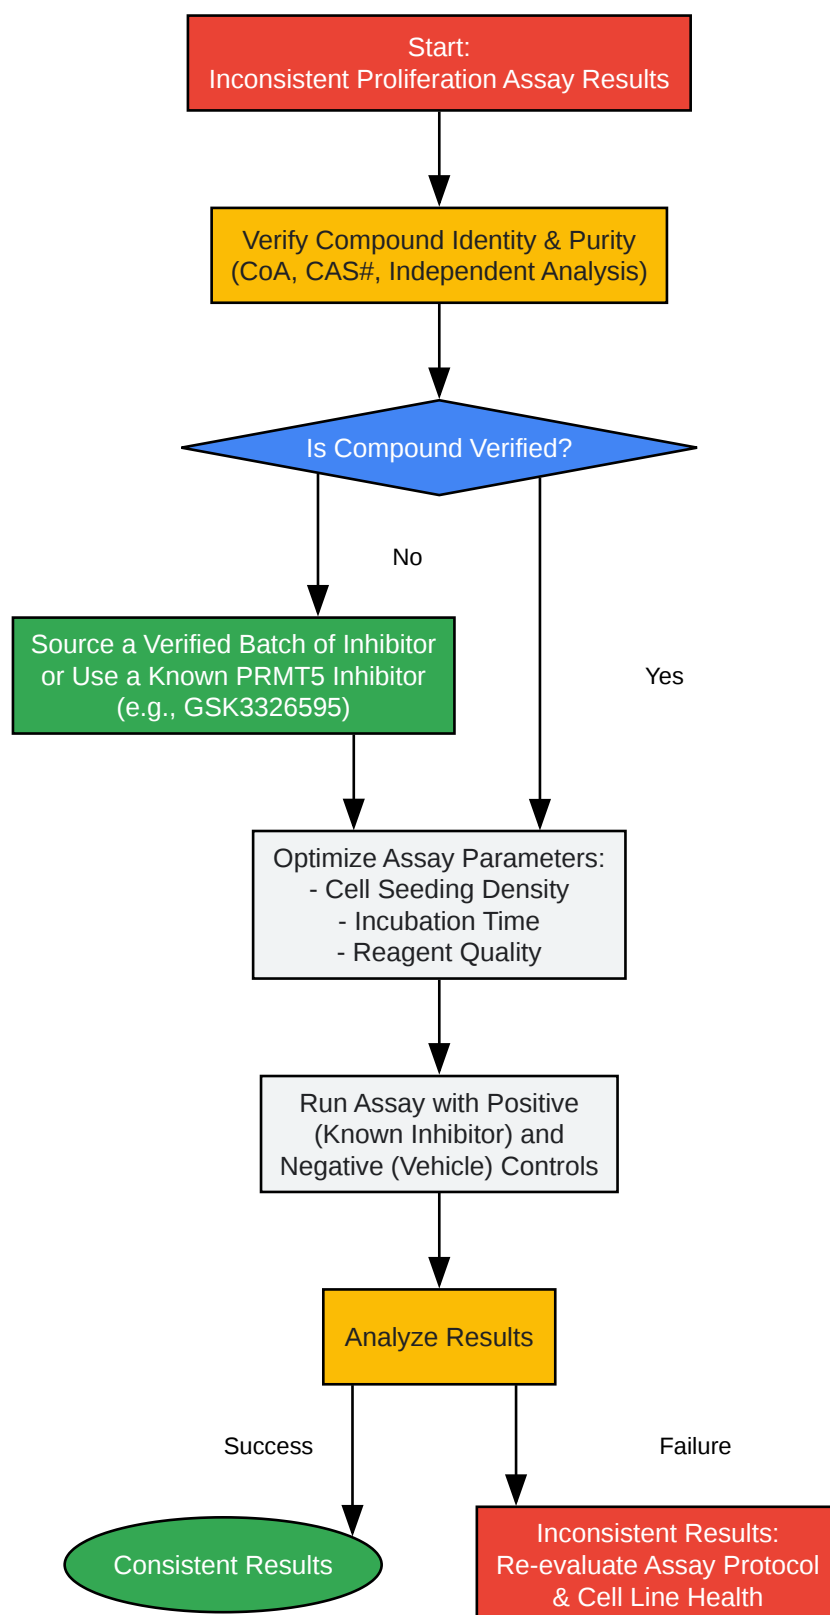 Start:
Inconsistent Proliferation Assay Results
Verify Compound Identity & Purity
(CoA, CAS#, Independent Analysis)
Is Compound Verified?
No
Source a Verified Batch of Inhibitor
or Use a Known PRMT5 Inhibitor
(e.g., GSK3326595)
Yes
Optimize Assay Parameters:
- Cell Seeding Density
- Incubation Time
- Reagent Quality
Run Assay with Positive
(Known Inhibitor) and
Negative (Vehicle) Controls
Analyze Results
Success
Failure
Consistent Results
Inconsistent Results:
Re-evaluate Assay Protocol
& Cell Line Health